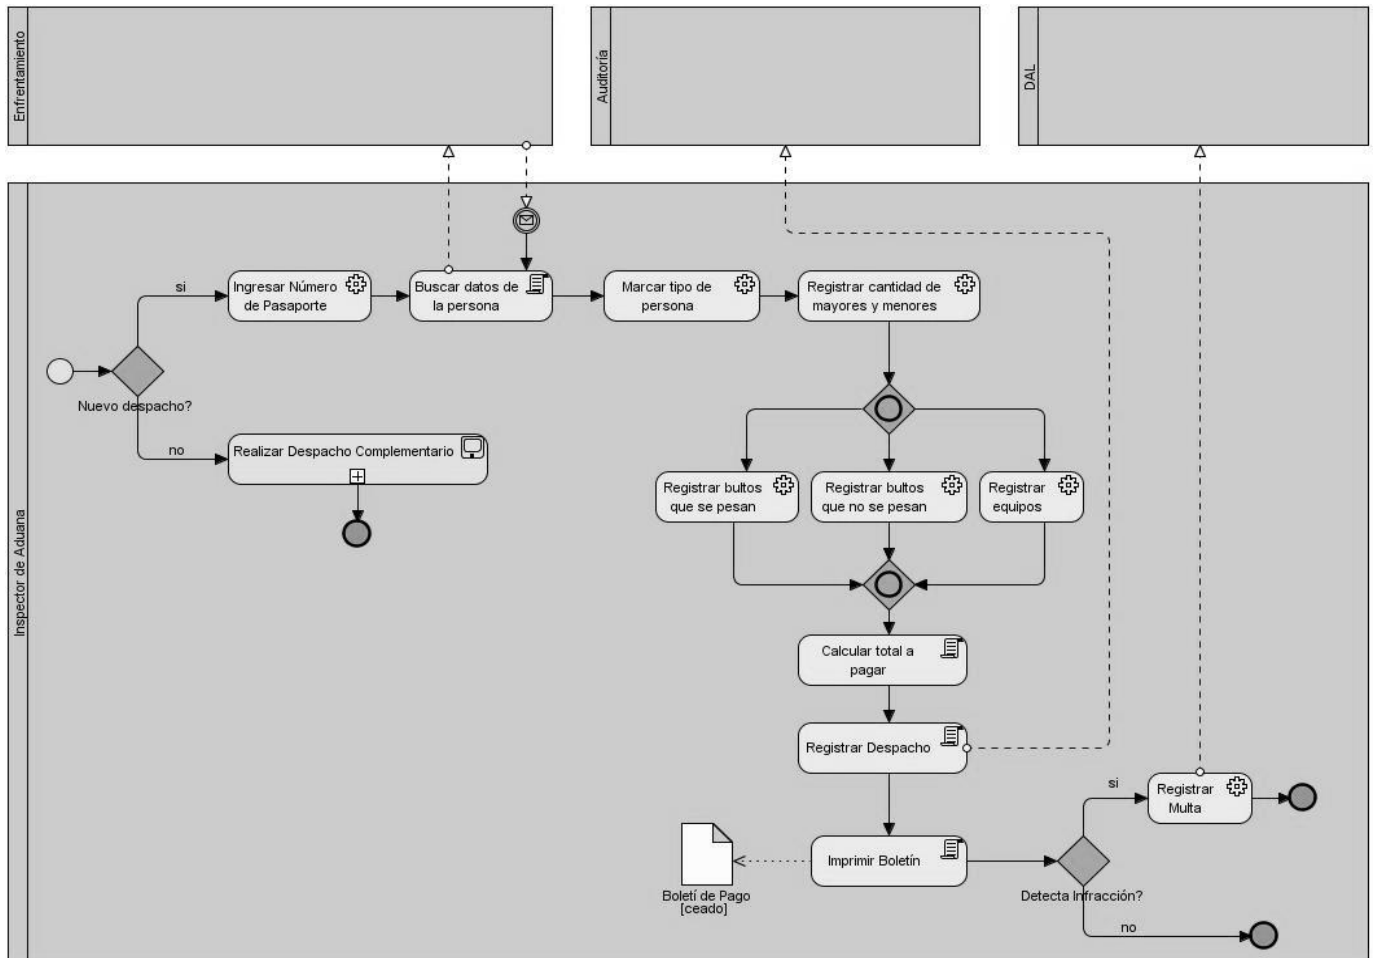 Enfrentamiento
Auditoría
DAL
Inspector de Aduana
si
Ingresar Número
de Pasaporte
Buscar datos de
la persona
Marcar tipo de
persona
Registrar cantidad de
mayores y menores
Nuevo despacho?
no
Realizar Despacho Complementario
Registrar bultos
que se pesan
Registrar bultos
que no se pesan
Registrar
equipos
Calcular total a
pagar
Registrar Despacho
si
Registrar
Multa
Imprimir Boletín
Boletí de Pago
[ceado]
Detecta Infracción?
no